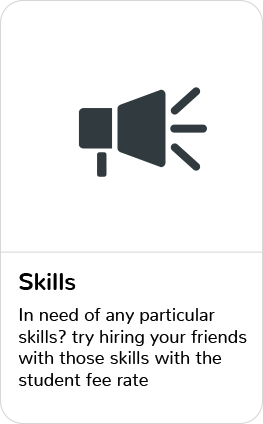 Skills
In need of any particular
skills? try hiring your friends
with those skills with the
student fee rate